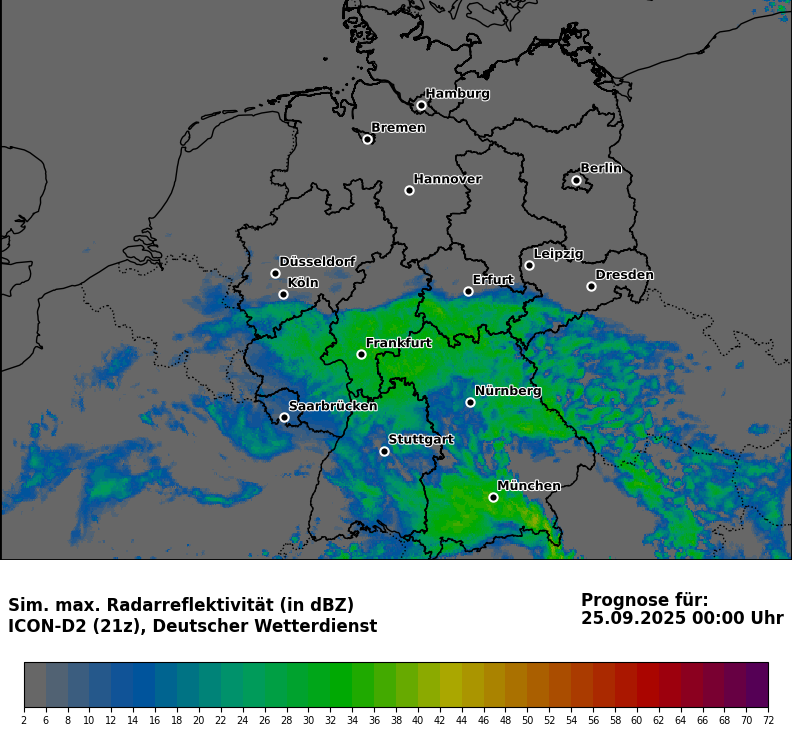 Hamburg
Bremen
Berlin
Hannover
Leipzig
Düsseldorf
Dresden
Köln
Erfurt
Frankfurt
Nürnberg
Saarbrücken
Stuttgart
München
Sim. max. Radarreflektivität (in dBZ)
ICON-D2 (21z), Deutscher Wetterdienst
Prognose für:
25.09.2025 00:00 Uhr
2 6 8 10 12 14 16 18 20 22 24 26 28 30 32 34 36 38 40 42 44 46 48 50 52 54 56 58 60 62 64 66 68 70 72